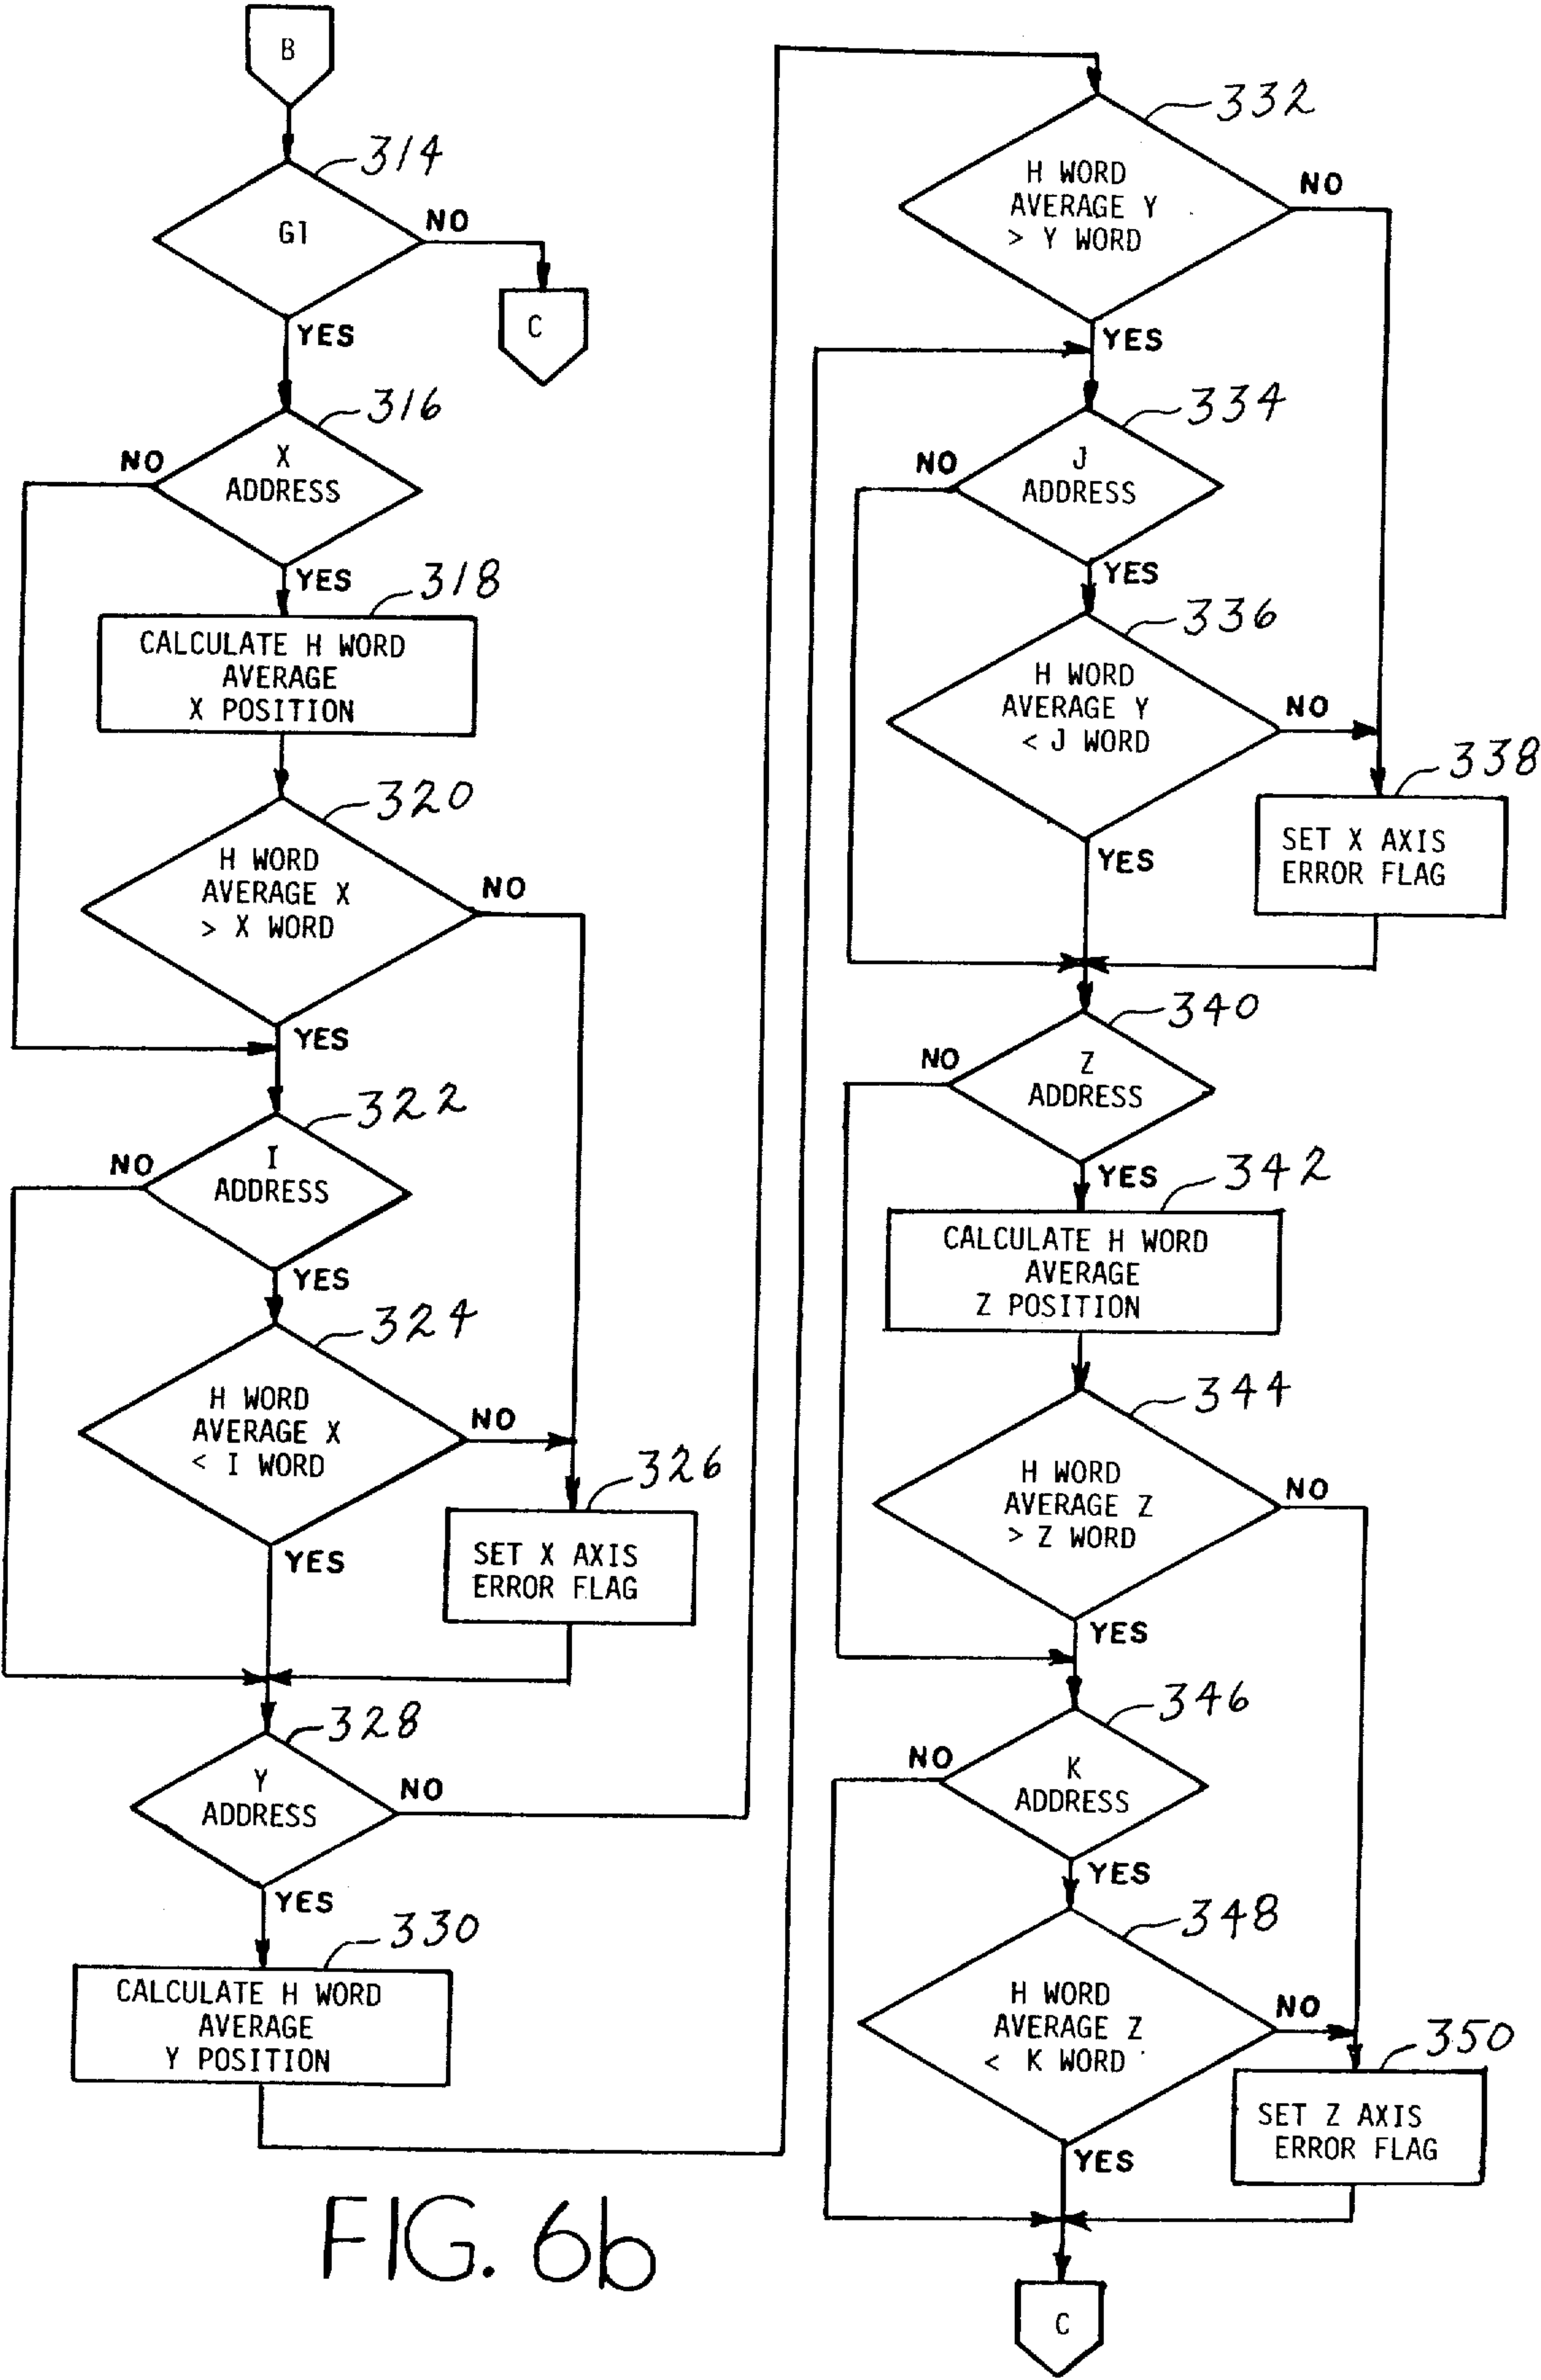 B
314
G1
NO
C
YES
316
X
ADDRESS
NO
YES
318
CALCULATE H WORD
AVERAGE
X POSITION
320
H WORD
AVERAGE X
> X WORD
NO
YES
322
I
ADDRESS
NO
YES
324
H WORD
AVERAGE X
< I WORD
NO
326
SET X AXIS
ERROR FLAG
YES
328
Y
ADDRESS
NO
YES
330
CALCULATE H WORD
AVERAGE
Y POSITION
332
H WORD
AVERAGE Y
> Y WORD
NO
YES
334
J
ADDRESS
NO
YES
336
H WORD
AVERAGE Y
< J WORD
NO
338
SET X AXIS
ERROR FLAG
YES
340
Z
ADDRESS
NO
YES
342
CALCULATE H WORD
AVERAGE
Z POSITION
344
H WORD
AVERAGE Z
> Z WORD
NO
YES
346
K
ADDRESS
NO
YES
348
H WORD
AVERAGE Z
< K WORD
NO
350
SET Z AXIS
ERROR FLAG
YES
C
FIG. 6b